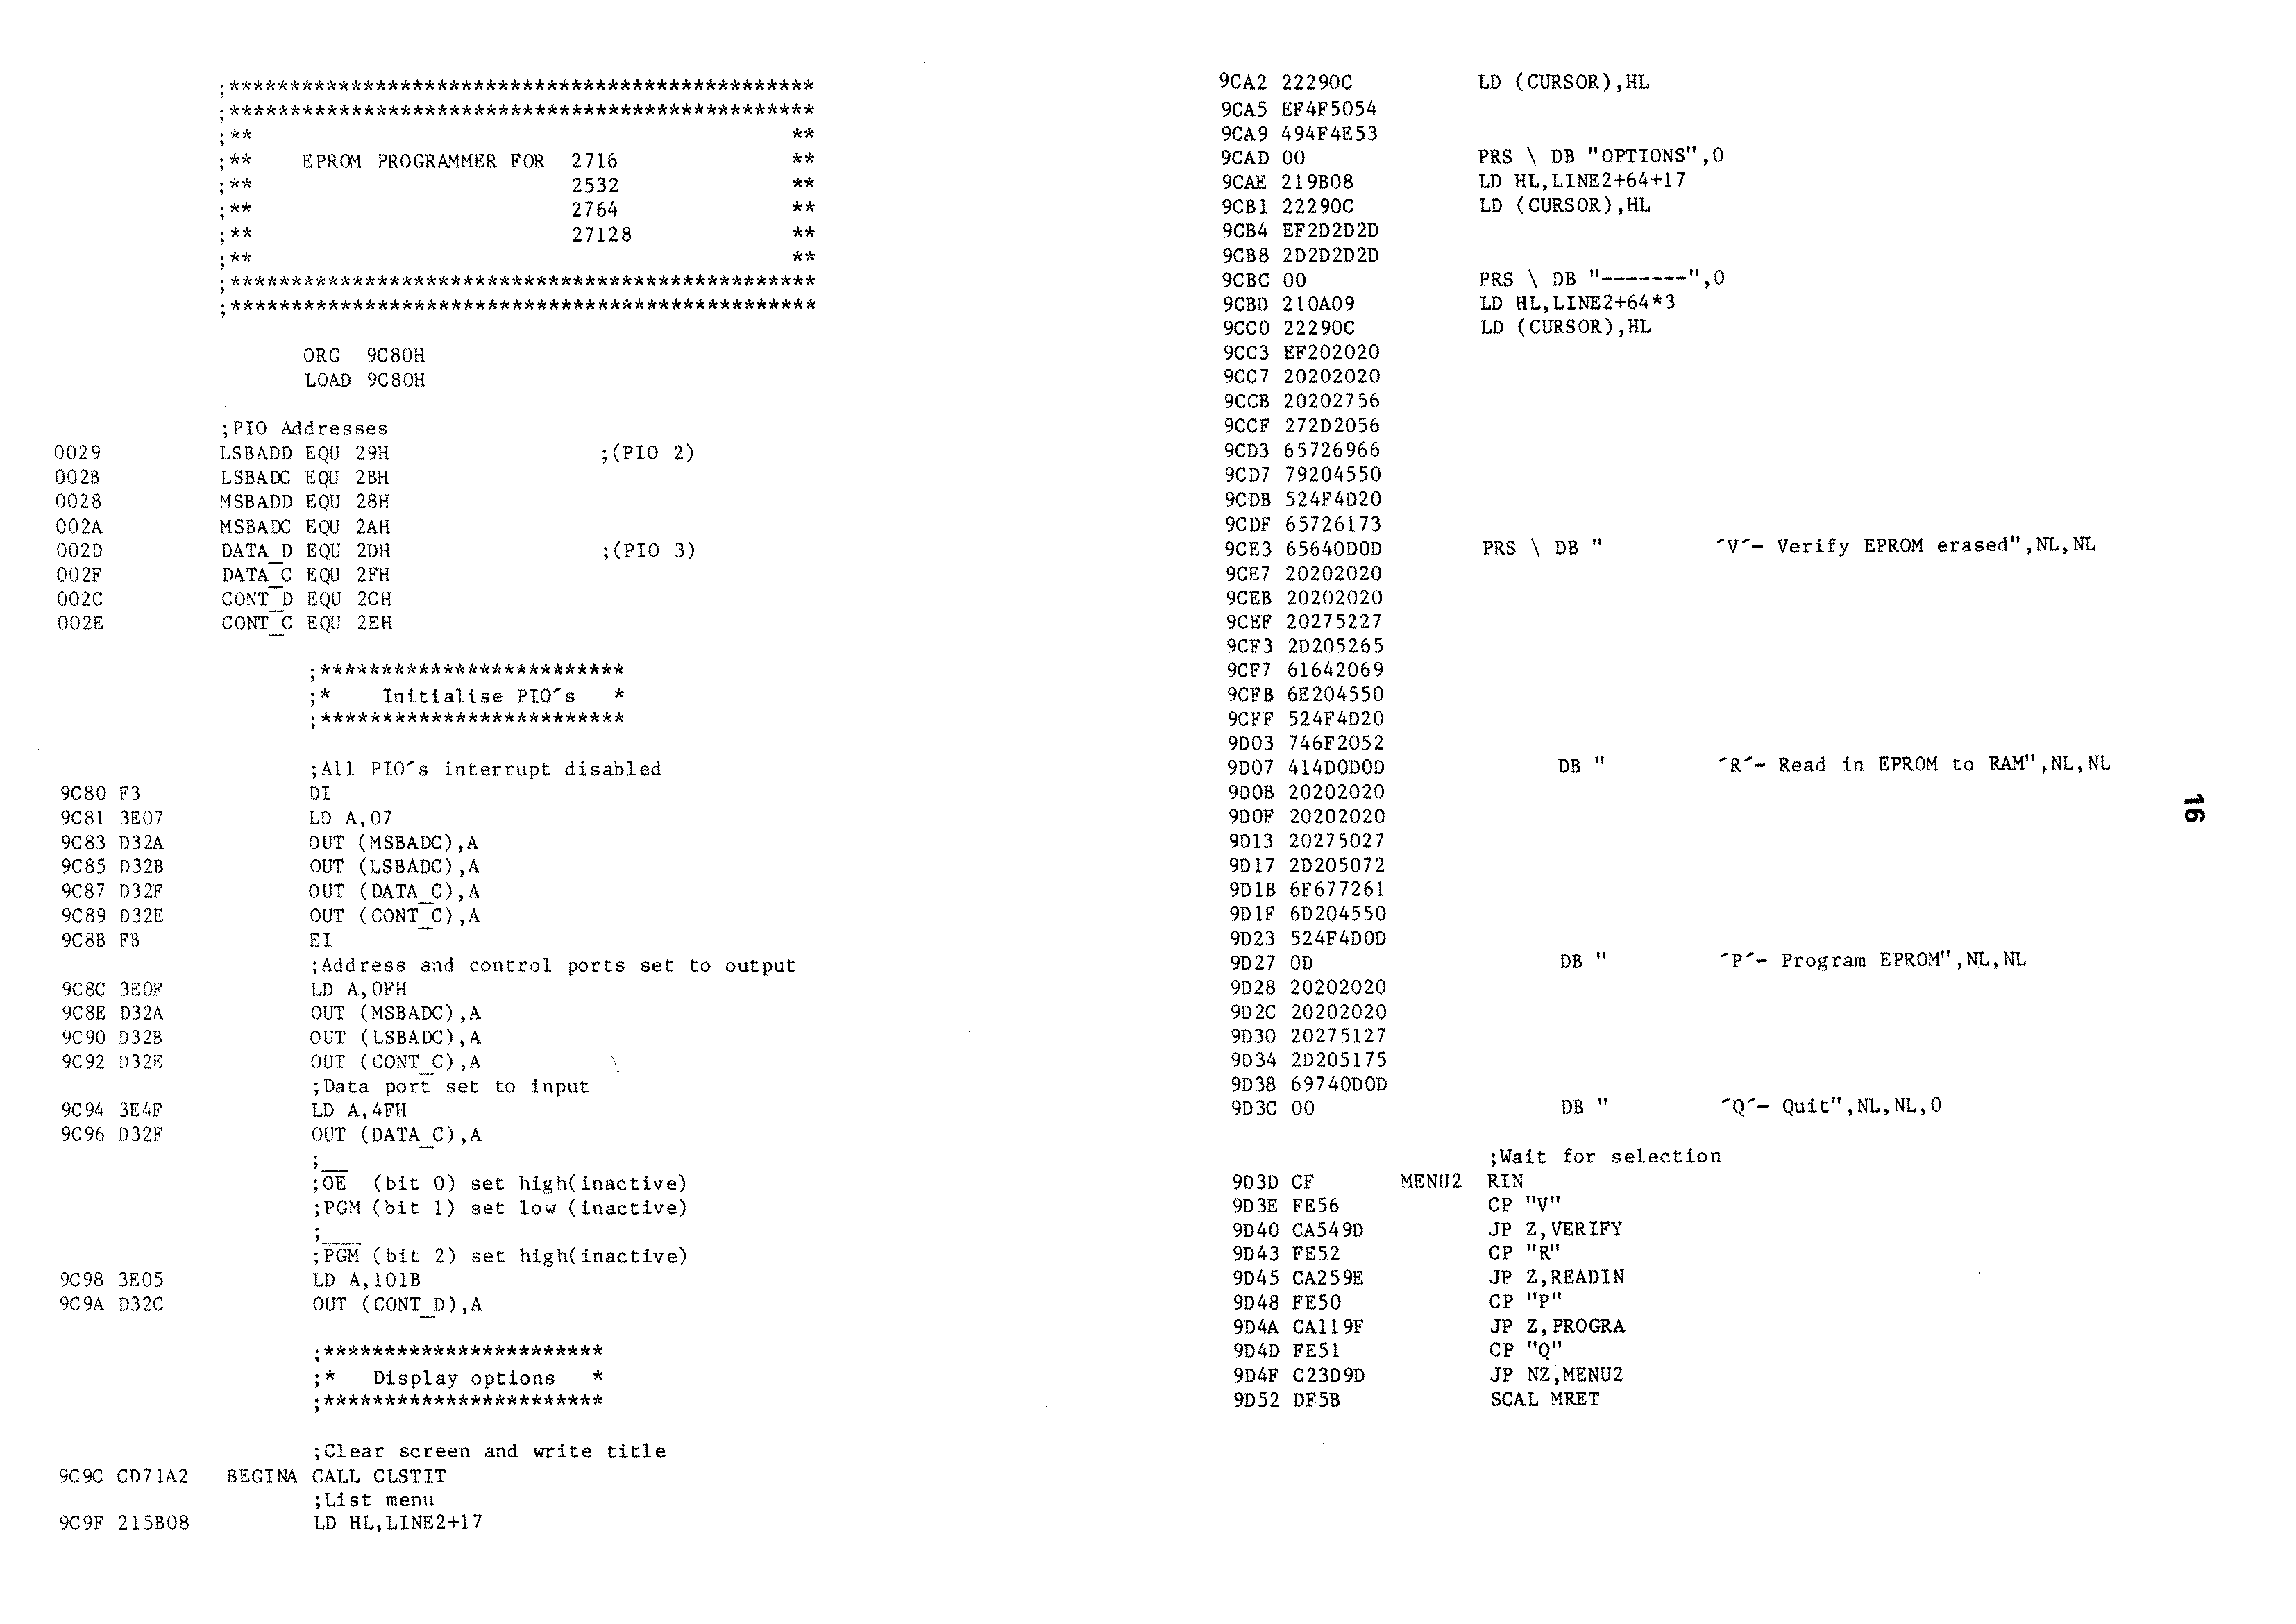 ;************************************************
;************************************************
;**                                            **
;**    EPROM PROGRAMMER FOR  2716              **
;**                          2532              **
;**                          2764              **
;**                          27128             **
;**                                            **
;************************************************
;************************************************
ORG  9C80H
LOAD 9C80H
;PIO Addresses
0029 LSBADD EQU 29H ;(PIO 2)
002B LSBADC EQU 2BH
0028 MSBADD EQU 28H
002A MSBADC EQU 2AH
002D DATA_D EQU 2DH ;(PIO 3)
002F DATA_C EQU 2FH
002C CONT_D EQU 2CH
002E CONT_C EQU 2EH
;*************************
;*    Initialise PIO´s   *
;*************************
;All PIO´s interrupt disabled
9C80 F3 DI
9C81 3E07 LD A,07
9C83 D32A OUT (MSBADC),A
9C85 D32B OUT (LSBADC),A
9C87 D32F OUT (DATA_C),A
9C89 D32E OUT (CONT_C),A
9C8B FB EI
;Address and control ports set to output
9C8C 3E0F LD A,0FH
9C8E D32A OUT (MSBADC),A
9C90 D32B OUT (LSBADC),A
9C92 D32E OUT (CONT_C),A
;Data port set to input
9C94 3E4F LD A,4FH
9C96 D32F OUT (DATA_C),A
;__
;OE  (bit 0) set high(inactive)
;PGM (bit 1) set low (inactive)
;___
;PGM (bit 2) set high(inactive)
9C98 3E05 LD A,101B
9C9A D32C OUT (CONT_D),A
;***********************
;*   Display options   *
;***********************
;Clear screen and write title
9C9C CD71A2 BEGINA CALL CLSTIT
;List menu
9C9F 215B08 LD HL,LINE2+17
9CA2 22290C LD (CURSOR),HL
9CA5 EF4F5054
9CA9 494F4E53
9CAD 00 PRS \ DB "OPTIONS",0
9CAE 219B08 LD HL,LINE2+64+17
9CB1 22290C LD (CURSOR),HL
9CB4 EF2D2D2D
9CB8 2D2D2D2D
9CBC 00 PRS \ DB "-------",0
9CBD 210A09 LD HL,LINE2+64*3
9CC0 22290C LD (CURSOR),HL
9CC3 EF202020
9CC7 20202020
9CCB 20202756
9CCF 272D2056
9CD3 65726966
9CD7 79204550
9CDB 524F4D20
9CDF 65726173
9CE3 65640D0D PRS \ DB "         ´V´- Verify EPROM erased",NL,NL
9CE7 20202020
9CEB 20202020
9CEF 20275227
9CF3 2D205265
9CF7 61642069
9CFB 6E204550
9CFF 524F4D20
9D03 746F2052
9D07 414D0D0D DB "         ´R´- Read in EPROM to RAM",NL,NL
9D0B 20202020
9D0F 20202020
9D13 20275027
9D17 2D205072
9D1B 6F677261
9D1F 6D204550
9D23 524F4D0D
9D27 0D DB "         ´P´- Program EPROM",NL,NL
9D28 20202020
9D2C 20202020
9D30 20275127
9D34 2D205175
9D38 69740D0D
9D3C 00 DB "         ´Q´- Quit",NL,NL,0
;Wait for selection
9D3D CF MENU2 RIN
9D3E FE56 CP "V"
9D40 CA549D JP Z,VERIFY
9D43 FE52 CP "R"
9D45 CA259E JP Z,READIN
9D48 FE50 CP "P"
9D4A CA119F JP Z,PROGRA
9D4D FE51 CP "Q"
9D4F C23D9D JP NZ,MENU2
9D52 DF5B SCAL MRET
16